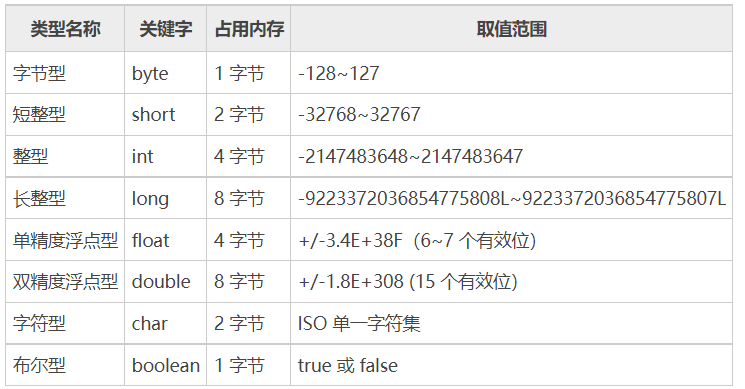 类型名称 关键字 占用内存 取值范围
字节型 byte 1 字节 -128~127
短整型 short 2 字节 -32768~32767
整型 int 4 字节 -2147483648~2147483647
长整型 long 8 字节 -9223372036854775808L~9223372036854775807L
单精度浮点型 float 4 字节 +/-3.4E+38F（6~7 个有效位）
双精度浮点型 double 8 字节 +/-1.8E+308 (15 个有效位)
字符型 char 2 字节 ISO 单一字符集
布尔型 boolean 1 字节 true 或 false